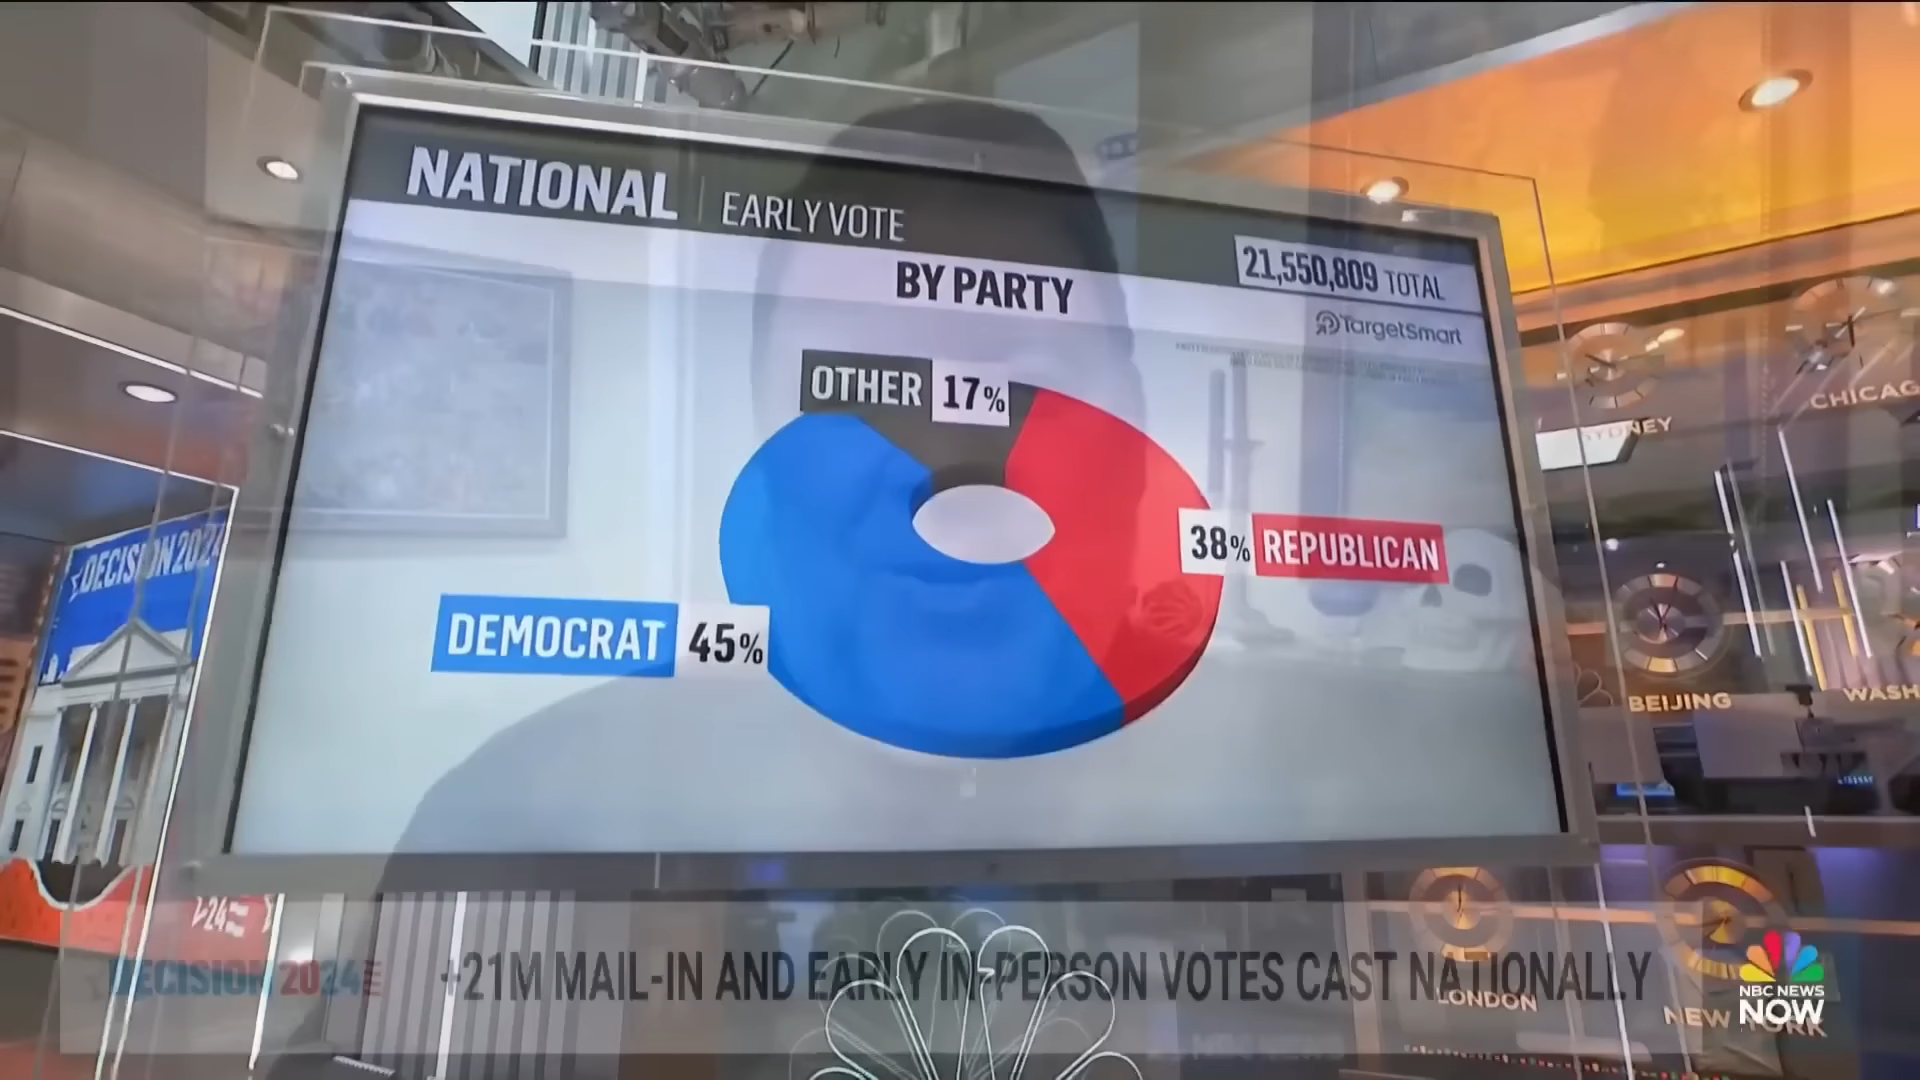 NATIONAL EARLY VOTE
21,550,809 TOTAL
BY PARTY
TargetSmart
OTHER 17%
38% REPUBLICAN
DEMOCRAT 45%
DECISION 2024
SYDNEY
CHICAG
BEIJING
WASH
DECISION 2024
+21M MAIL-IN AND EARLY IN-PERSON VOTES CAST NATIONALLY
LONDON
NEW YORK
NBC NEWS
NOW